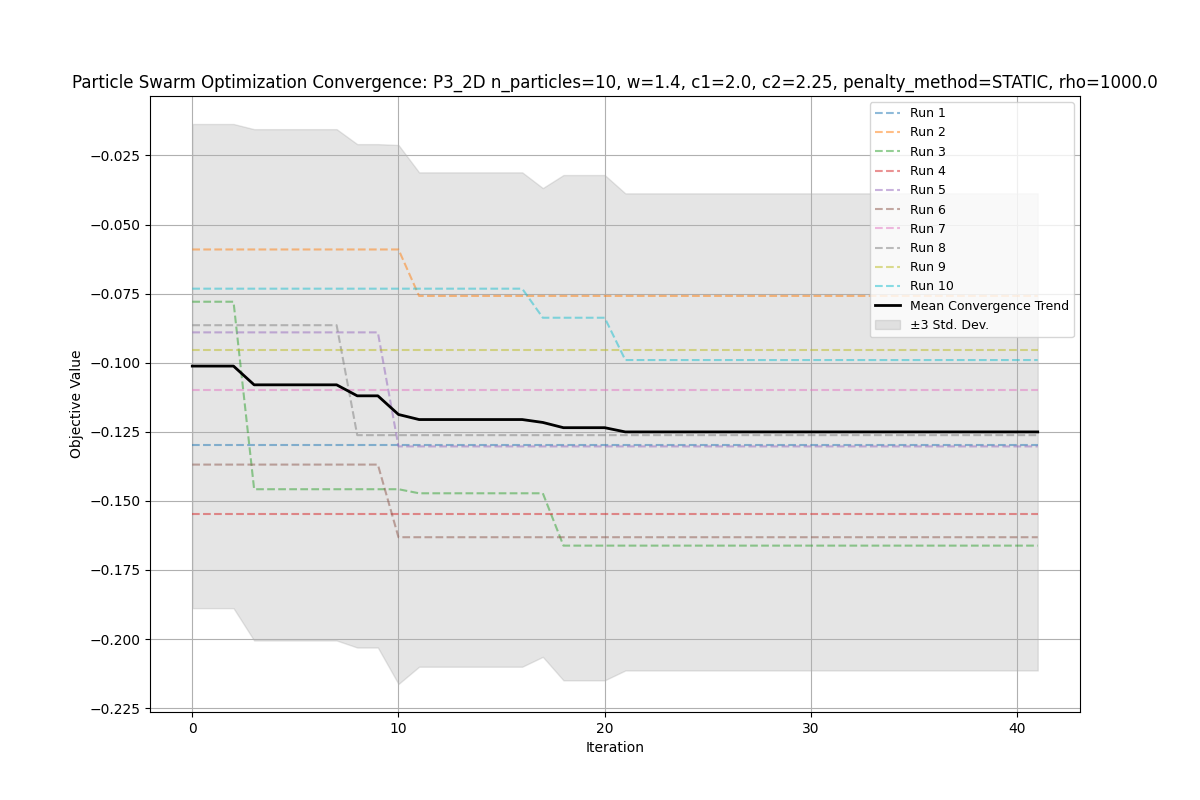 Particle Swarm Optimization Convergence: P3_2D n_particles=10, w=1.4, c1=2.0, c2=2.25, penalty_method=STATIC, rho=1000.0
Objective Value
−0.025
−0.050
−0.075
−0.100
−0.125
−0.150
−0.175
−0.200
−0.225
Run 1
Run 2
Run 3
Run 4
Run 5
Run 6
Run 7
Run 8
Run 9
Run 10
Mean Convergence Trend
±3 Std. Dev.
0 10 20 30 40
Iteration